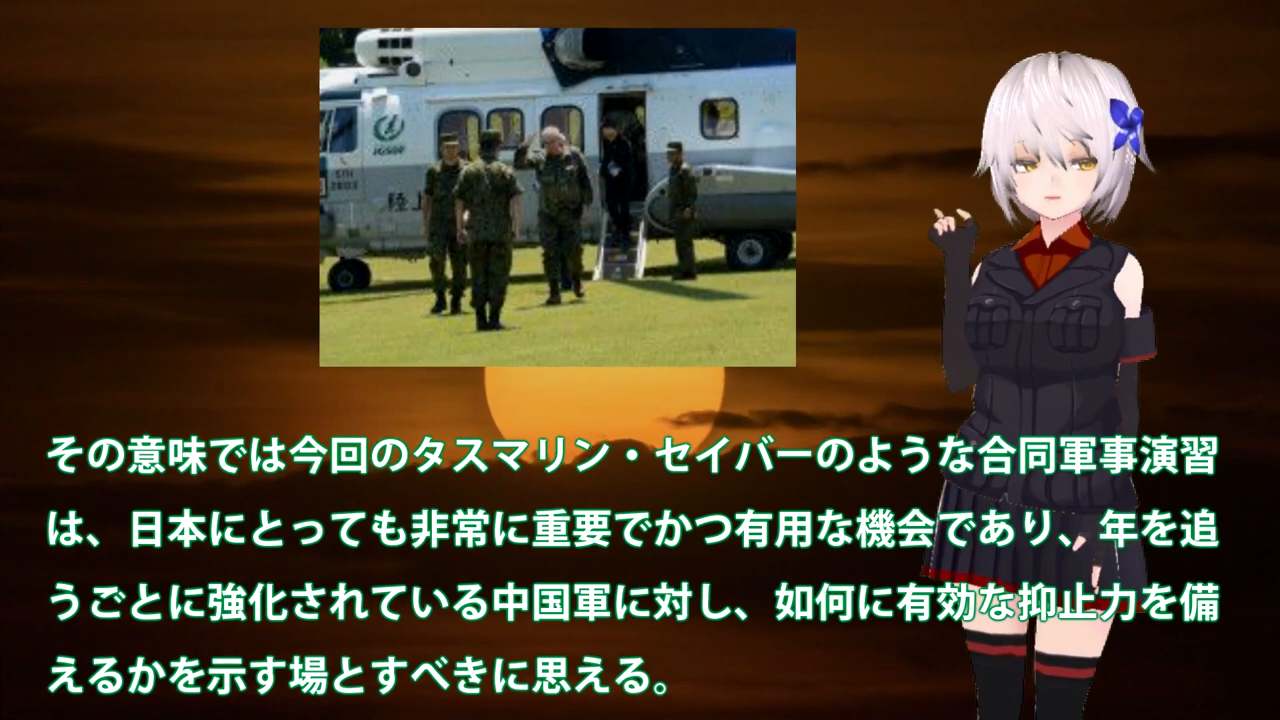 JGSDF
陸上
その意味では今回のタスマリン・セイバーのような合同軍事演習
は、日本にとっても非常に重要でかつ有用な機会であり、年を追
うごとに強化されている中国軍に対し、如何に有効な抑止力を備
えるかを示す場とすべきに思える。